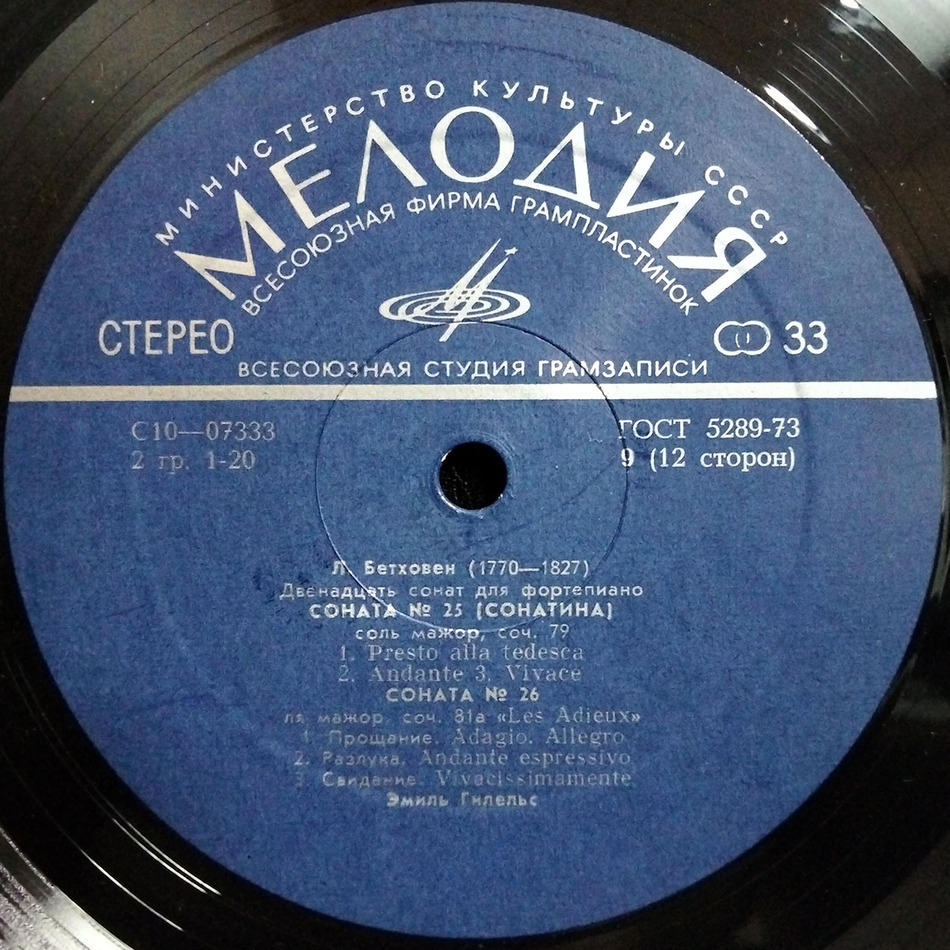 МИНИСТЕРСТВО КУЛЬТУРЫ СССР
МЕЛОДИЯ
ВСЕСОЮЗНАЯ ФИРМА ГРАМПЛАСТИНОК
СТЕРЕО
33
ВСЕСОЮЗНАЯ СТУДИЯ ГРАМЗАПИСИ
С10—07333
ГОСТ 5289-73
2 гр. 1-20
9 (12 сторон)
Л. Бетховен (1770—1827)
Двенадцать сонат для фортепиано
СОНАТА № 25 (СОНАТИНА)
соль мажор, соч. 79
1. Presto alla tedesca
2. Andante 3. Vivace
СОНАТА № 26
ля мажор, соч. 81а «Les Adieux»
1. Прощание. Adagio. Allegro
2. Разлука. Andante espressivo
3. Свидание. Vivacissimamente
Эмиль Гилельс